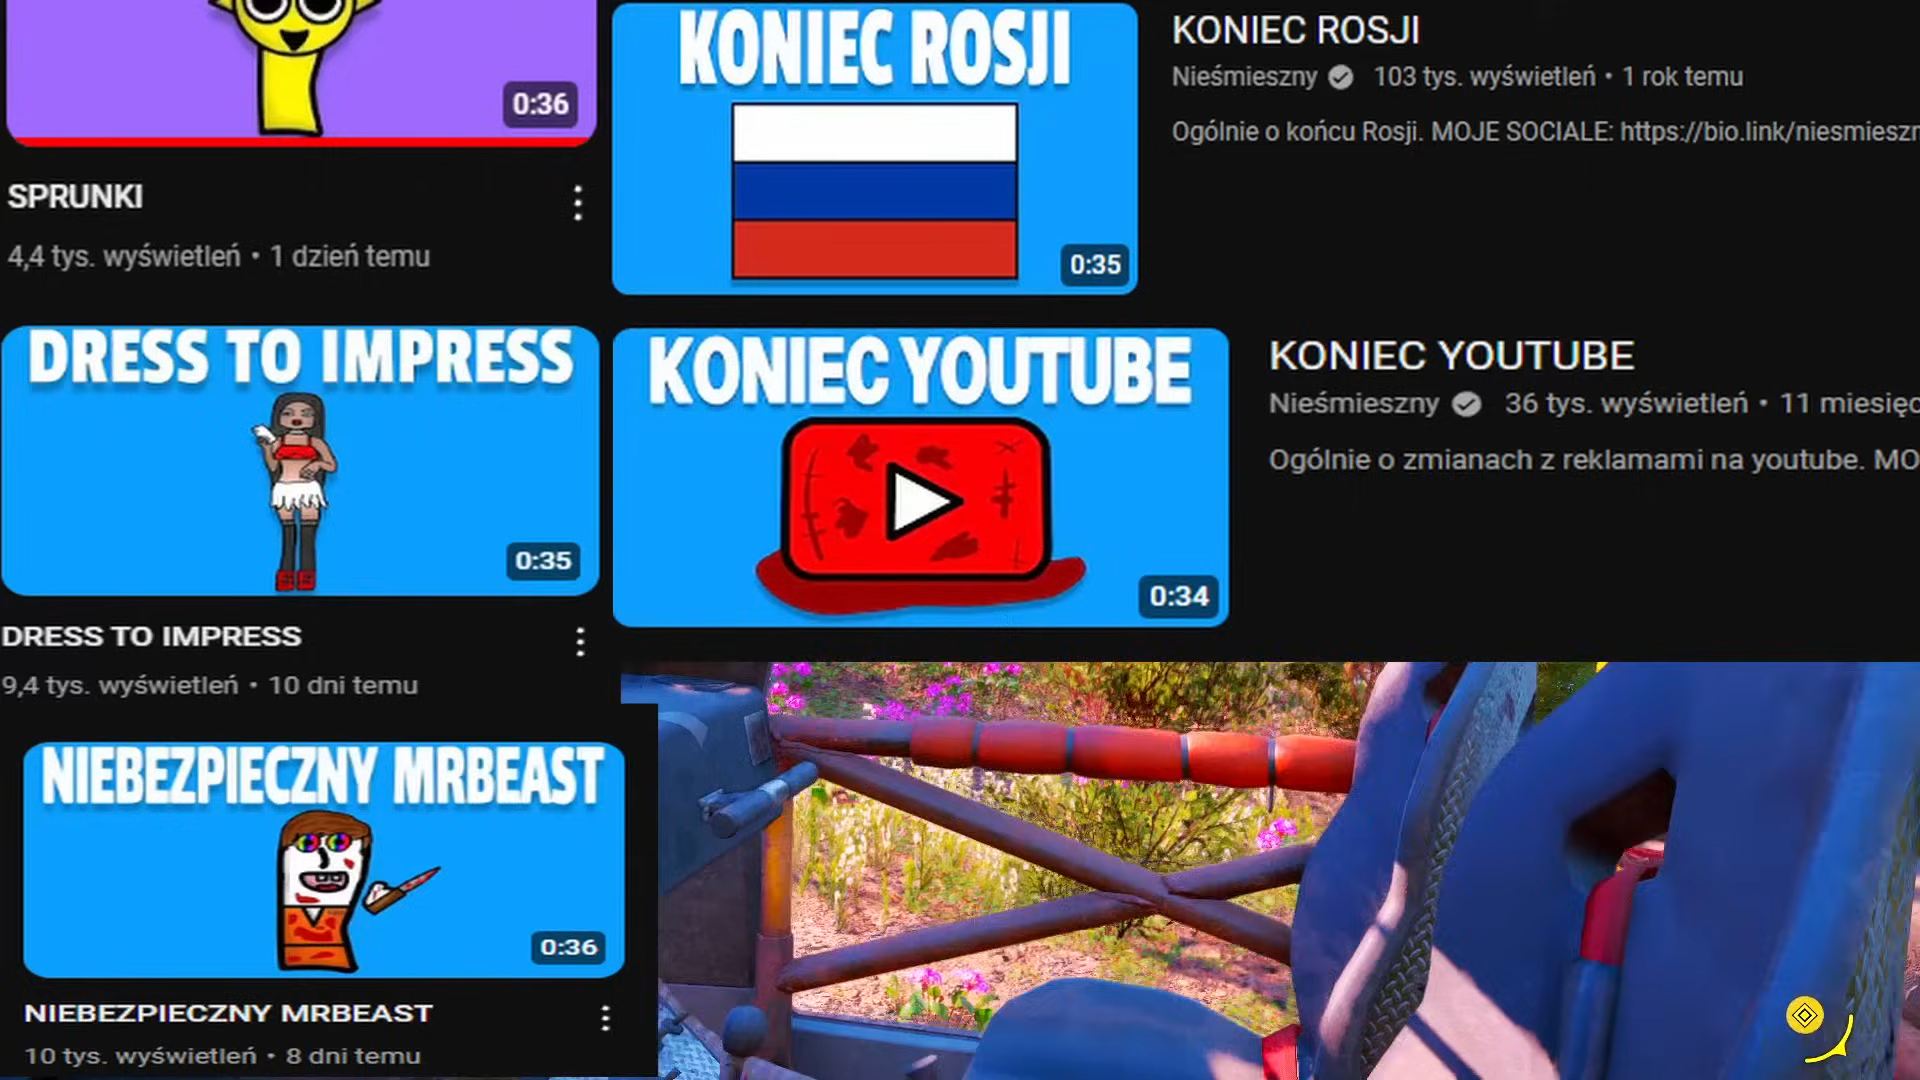 0:36
SPRUNKI
4,4 tys. wyświetleń • 1 dzień temu
DRESS TO IMPRESS
0:35
DRESS TO IMPRESS
9,4 tys. wyświetleń • 10 dni temu
NIEBEZPIECZNY MRBEAST
0:36
NIEBEZPIECZNY MRBEAST
10 tys. wyświetleń • 8 dni temu
KONIEC ROSJI
0:35
KONIEC ROSJI
Nieśmieszny 103 tys. wyświetleń • 1 rok temu
Ogólnie o końcu Rosji. MOJE SOCIALE: https://bio.link/niesmieszn
KONIEC YOUTUBE
0:34
KONIEC YOUTUBE
Nieśmieszny 36 tys. wyświetleń • 11 miesięc
Ogólnie o zmianach z reklamami na youtube. MO